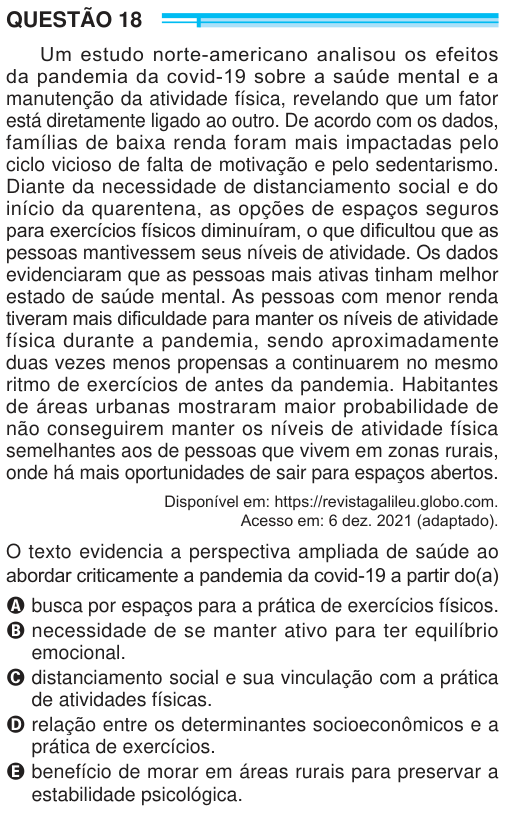 QUESTÃO 18
Um estudo norte-americano analisou os efeitos
da pandemia da covid-19 sobre a saúde mental e a
manutenção da atividade física, revelando que um fator
está diretamente ligado ao outro. De acordo com os dados,
famílias de baixa renda foram mais impactadas pelo
ciclo vicioso de falta de motivação e pelo sedentarismo.
Diante da necessidade de distanciamento social e do
início da quarentena, as opções de espaços seguros
para exercícios físicos diminuíram, o que dificultou que as
pessoas mantivessem seus níveis de atividade. Os dados
evidenciaram que as pessoas mais ativas tinham melhor
estado de saúde mental. As pessoas com menor renda
tiveram mais dificuldade para manter os níveis de atividade
física durante a pandemia, sendo aproximadamente
duas vezes menos propensas a continuarem no mesmo
ritmo de exercícios de antes da pandemia. Habitantes
de áreas urbanas mostraram maior probabilidade de
não conseguirem manter os níveis de atividade física
semelhantes aos de pessoas que vivem em zonas rurais,
onde há mais oportunidades de sair para espaços abertos.
Disponível em: https://revistagalileu.globo.com.
Acesso em: 6 dez. 2021 (adaptado).
O texto evidencia a perspectiva ampliada de saúde ao
abordar criticamente a pandemia da covid-19 a partir do(a)
A busca por espaços para a prática de exercícios físicos.
B necessidade de se manter ativo para ter equilíbrio
emocional.
C distanciamento social e sua vinculação com a prática
de atividades físicas.
D relação entre os determinantes socioeconômicos e a
prática de exercícios.
E benefício de morar em áreas rurais para preservar a
estabilidade psicológica.